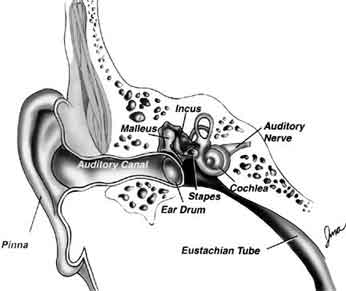 Incus
Malleus
Auditory
Nerve
Auditory Canal
Stapes
Cochlea
Ear Drum
Pinna
Eustachian Tube